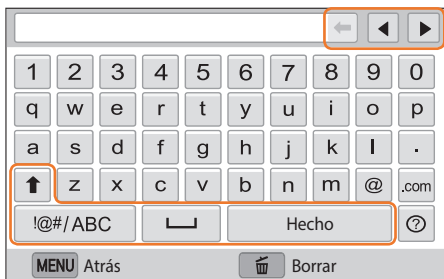 1 2 3 4 5 6 7 8 9 0
q w e r t y u i o p
a s d f g h j k l .
z x c v b n m @ .com
!@#/ABC Hecho ?
MENU Atrás Borrar